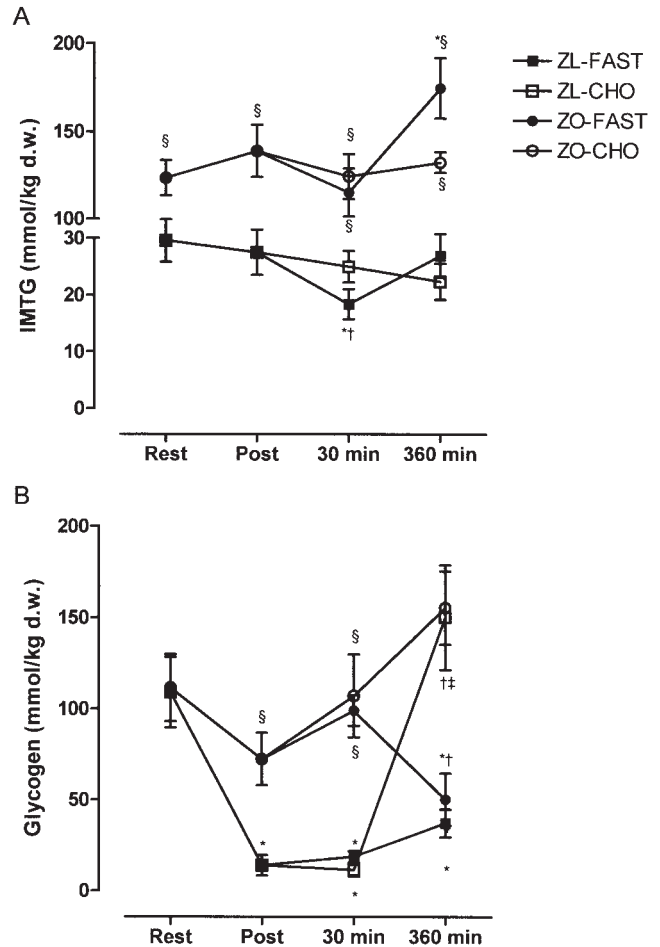 A
200
150
100
30
20
10
0
IMTG (mmol/kg d.w.)
§
§
§
§
*§
§
*†
Rest Post 30 min 360 min
ZL-FAST
ZL-CHO
ZO-FAST
ZO-CHO
B
200
150
100
50
0
Glycogen (mmol/kg d.w.)
§
§
§
†‡
*†
*
*
*
*
Rest Post 30 min 360 min